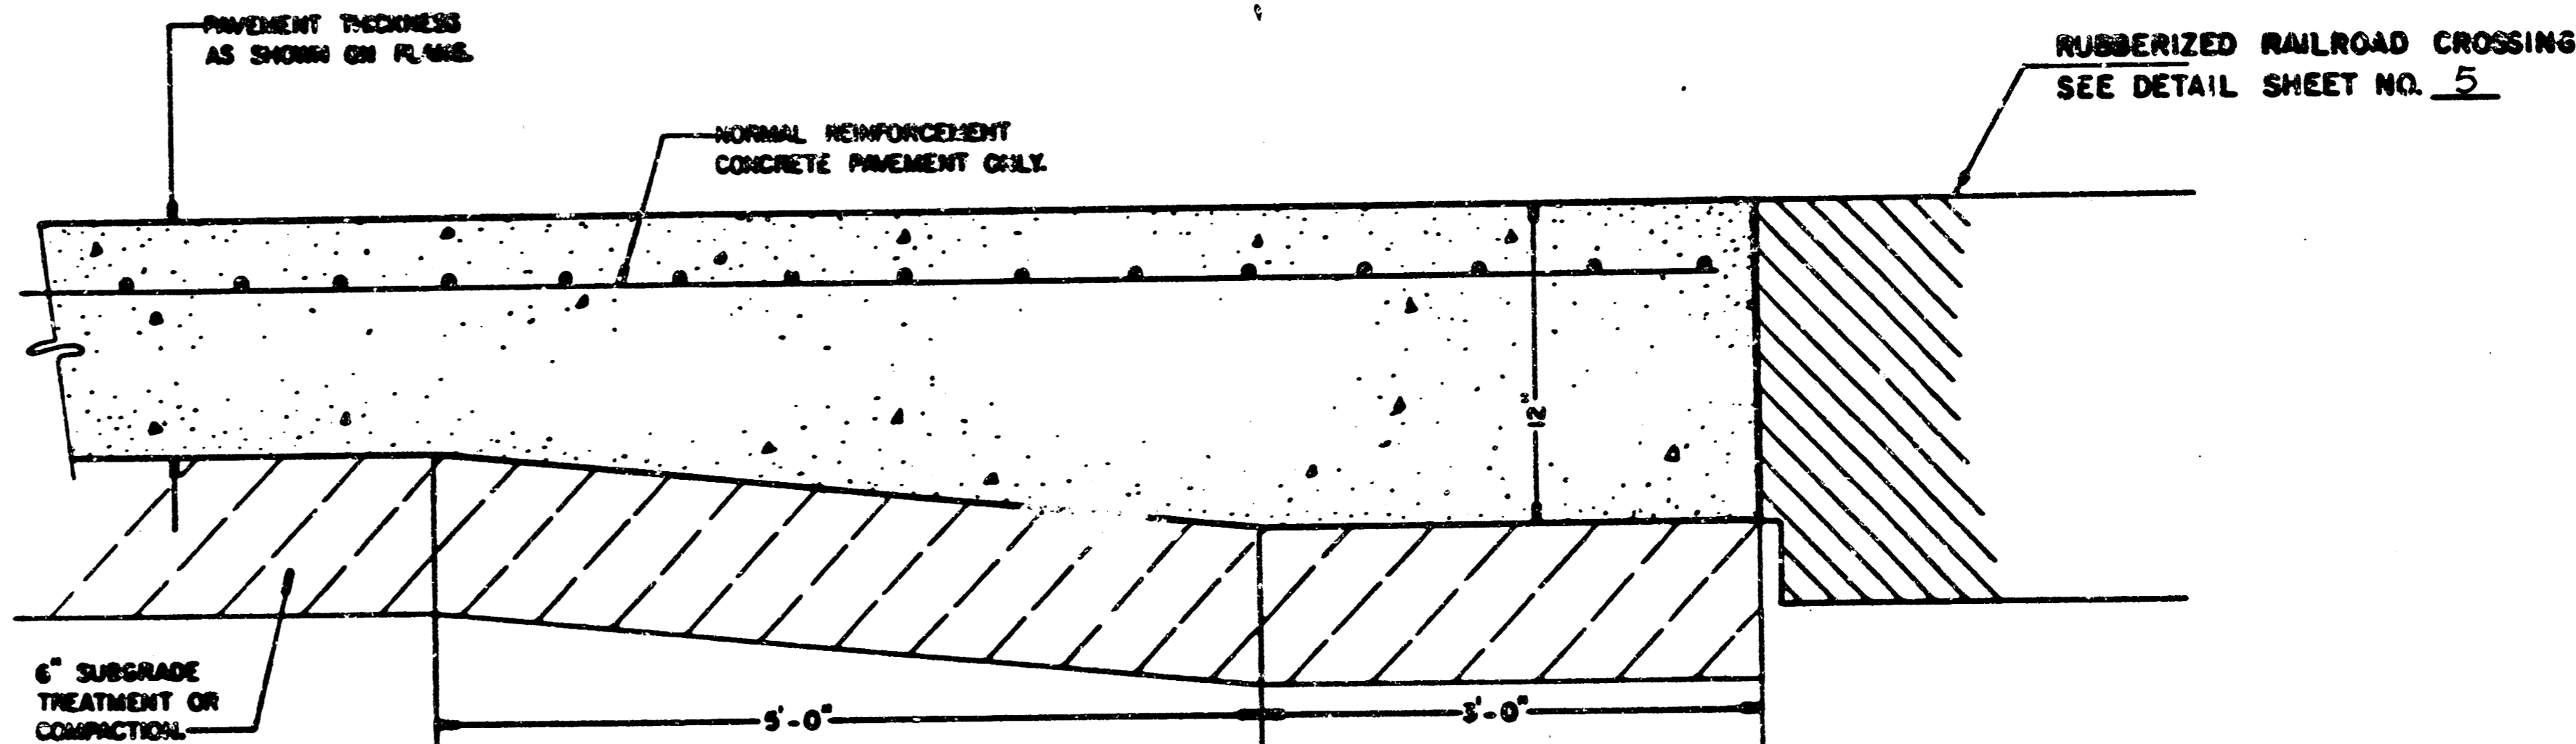 PAVEMENT THICKNESS
AS SHOWN ON PLANS.
RUBBERIZED RAILROAD CROSSING
SEE DETAIL SHEET NO. 5
NORMAL REINFORCEMENT
CONCRETE PAVEMENT ONLY.
12"
6" SUBGRADE
TREATMENT OR
COMPACTION.
5'-0"
3'-0"